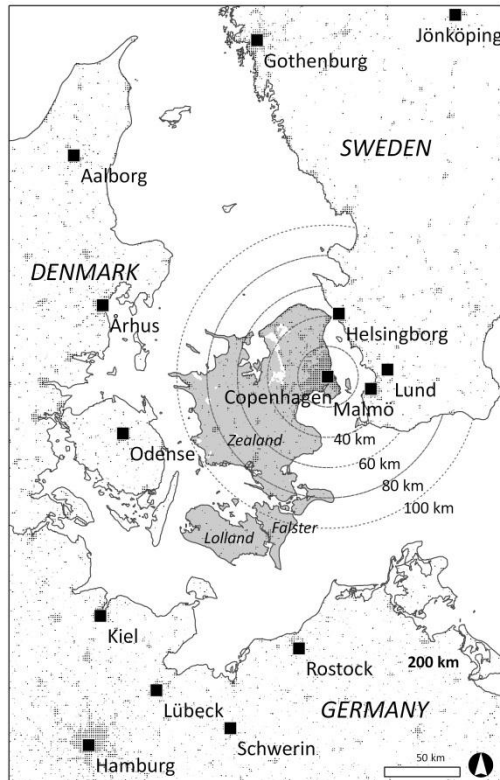 Jönköping
Gothenburg
SWEDEN
Aalborg
DENMARK
Århus
Helsingborg
Lund
Copenhagen
Malmö
Zealand
40 km
Odense
60 km
80 km
100 km
Falster
Lolland
Kiel
Rostock
200 km
Lübeck
GERMANY
Schwerin
Hamburg
50 km